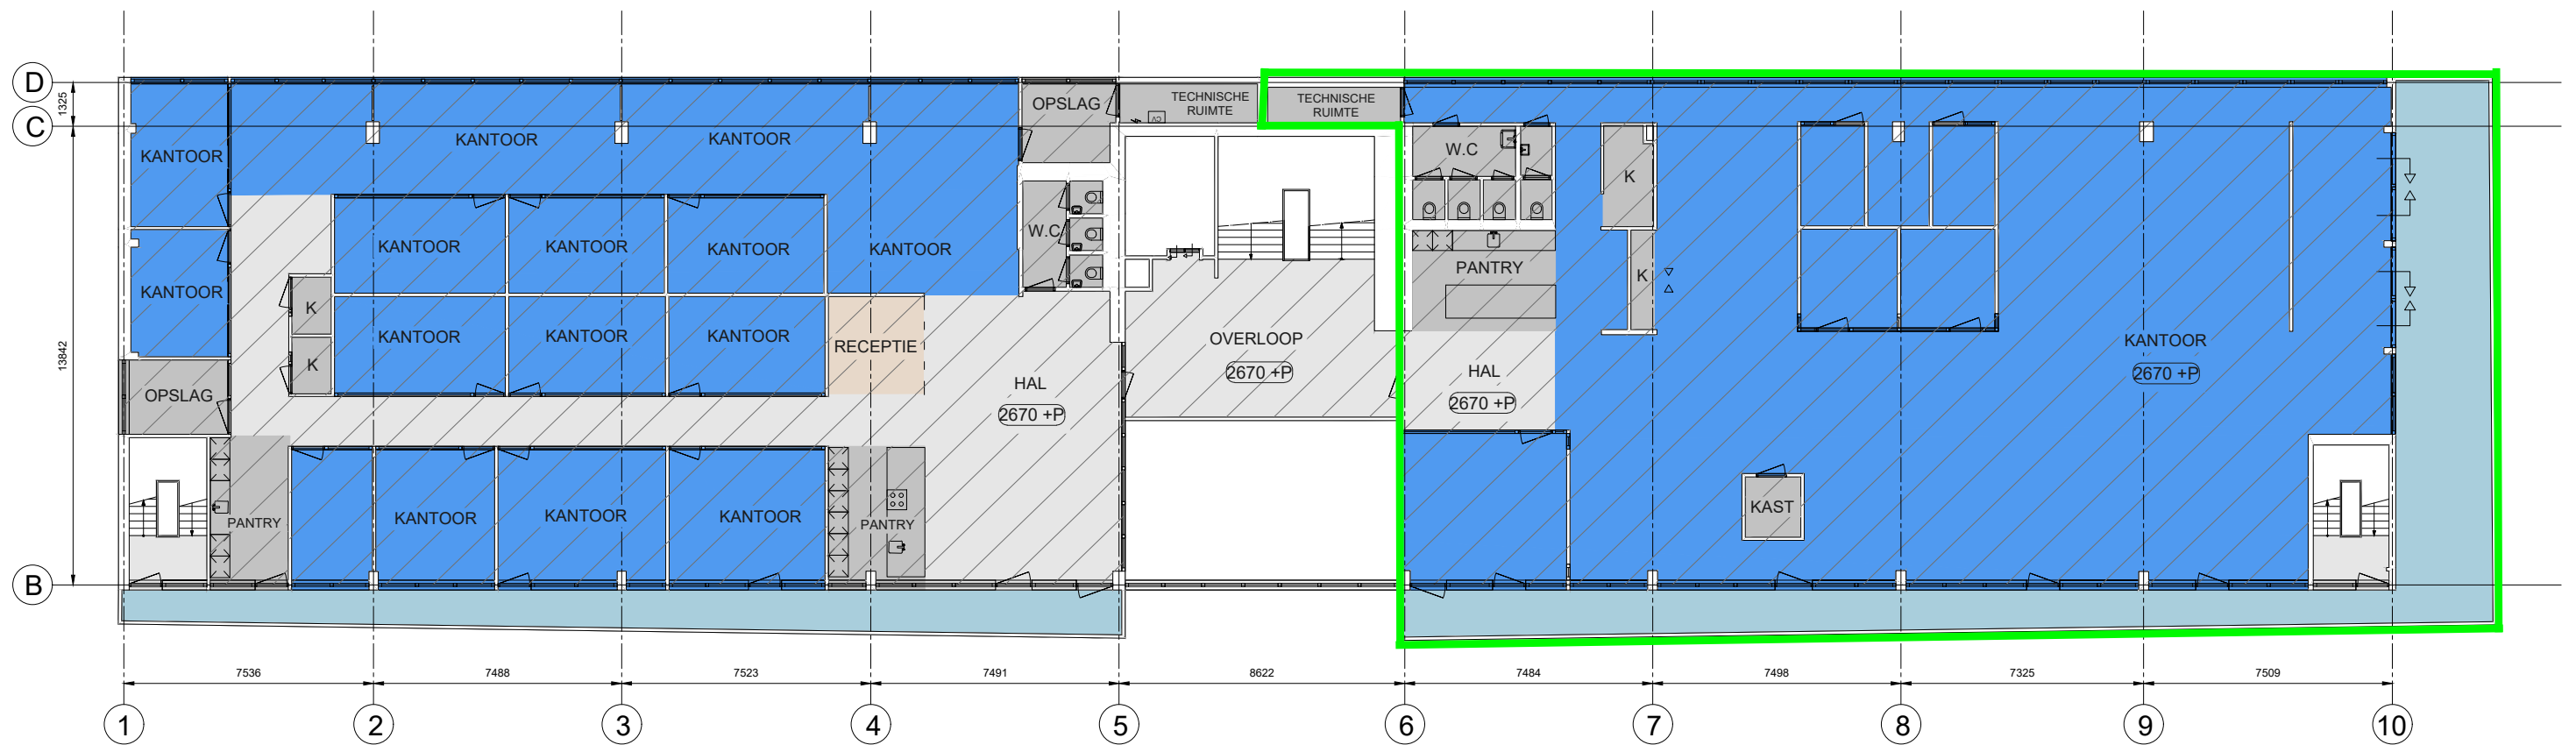 D
1325
C
13842
B
OPSLAG
TECHNISCHE
RUIMTE
CV
TECHNISCHE
RUIMTE
KANTOOR
KANTOOR
KANTOOR
W.C
K
KANTOOR
KANTOOR
KANTOOR
KANTOOR
W.C
KANTOOR
PANTRY
K
K
KANTOOR
KANTOOR
KANTOOR
RECEPTIE
OVERLOOP
2670 +P
KANTOOR
2670 +P
K
OPSLAG
HAL
2670 +P
HAL
2670 +P
PANTRY
KANTOOR
KANTOOR
KANTOOR
PANTRY
KAST
7536
7488
7523
7491
8622
7484
7498
7325
7509
1
2
3
4
5
6
7
8
9
10